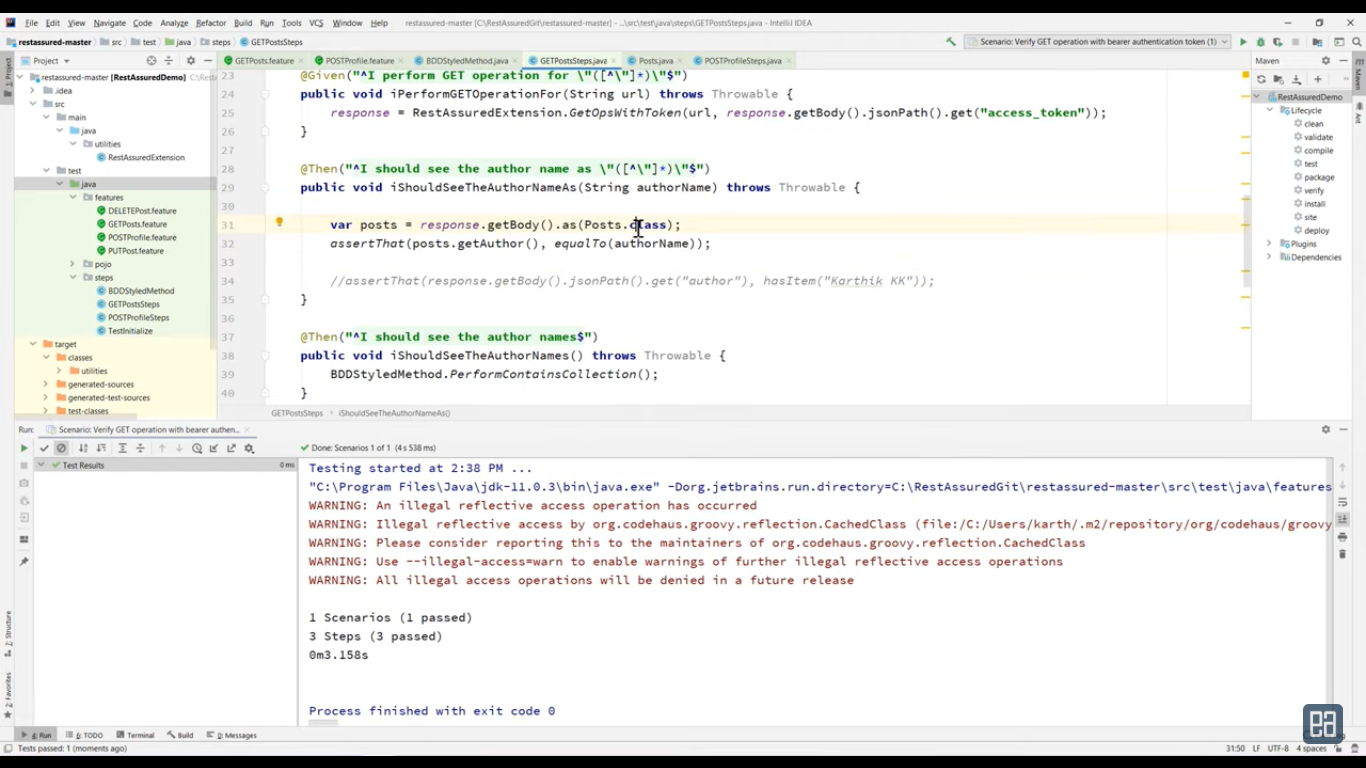 File Edit View Navigate Code Analyze Refactor Build Run Tools VCS Window Help restassured-master [C:\RestAssuredGit\restassured-master] - ...\src\test\java\steps\GETPostsSteps.java - IntelliJ IDEA
restassured-master src test java steps GETPostsSteps Scenario: Verify GET operation with bearer authentication token (1)
Project GETPosts.feature POSTProfile.feature BDDStyledMethod.java GETPostsSteps.java Posts.java POSTProfileSteps.java Maven
restassured-master [RestAssuredDemo]
.idea
src
main
java
utilities
RestAssuredExtension
test
java
features
DELETEPost.feature
GETPosts.feature
POSTProfile.feature
PUTPost.feature
pojo
steps
BDDStyledMethod
GETPostsSteps
POSTProfileSteps
TestInitialize
target
classes
utilities
generated-sources
generated-test-sources
test-classes
23 @Given("^I perform GET operation for \"([^\"]*)\"$")
24 public void iPerformGETOperationFor(String url) throws Throwable {
25 response = RestAssuredExtension.GetOpsWithToken(url, response.getBody().jsonPath().get("access_token"));
26 }
27
28 @Then("^I should see the author name as \"([^\"]*)\"$")
29 public void iShouldSeeTheAuthorNameAs(String authorName) throws Throwable {
30
31 var posts = response.getBody().as(Posts.class);
32 assertThat(posts.getAuthor(), equalTo(authorName));
33
34 //assertThat(response.getBody().jsonPath().get("author"), hasItem("Karthik KK"));
35 }
36
37 @Then("^I should see the author names$")
38 public void iShouldSeeTheAuthorNames() throws Throwable {
39 BDDStyledMethod.PerformContainsCollection();
40 }
GETPostsSteps iShouldSeeTheAuthorNameAs()
RestAssuredDemo
Lifecycle
clean
validate
compile
test
package
verify
install
site
deploy
Plugins
Dependencies
Project
Maven
Ant
Run: Scenario: Verify GET operation with bearer authen...
Done: Scenarios 1 of 1 (4 s 538 ms)
Test Results 0 ms
Testing started at 2:38 PM ...
"C:\Program Files\Java\jdk-11.0.3\bin\java.exe" -Dorg.jetbrains.run.directory=C:\RestAssuredGit\restassured-master\src\test\java\features
WARNING: An illegal reflective access operation has occurred
WARNING: Illegal reflective access by org.codehaus.groovy.reflection.CachedClass (file:/C:/Users/karth/.m2/repository/org/codehaus/groovy
WARNING: Please consider reporting this to the maintainers of org.codehaus.groovy.reflection.CachedClass
WARNING: Use --illegal-access=warn to enable warnings of further illegal reflective access operations
WARNING: All illegal access operations will be denied in a future release
1 Scenarios (1 passed)
3 Steps (3 passed)
0m3.158s
Process finished with exit code 0
Z: Structure
2: Favorites
4: Run 6: TODO Terminal Build 0: Messages
Tests passed: 1 (moments ago) 31:50 LF UTF-8 4 spaces